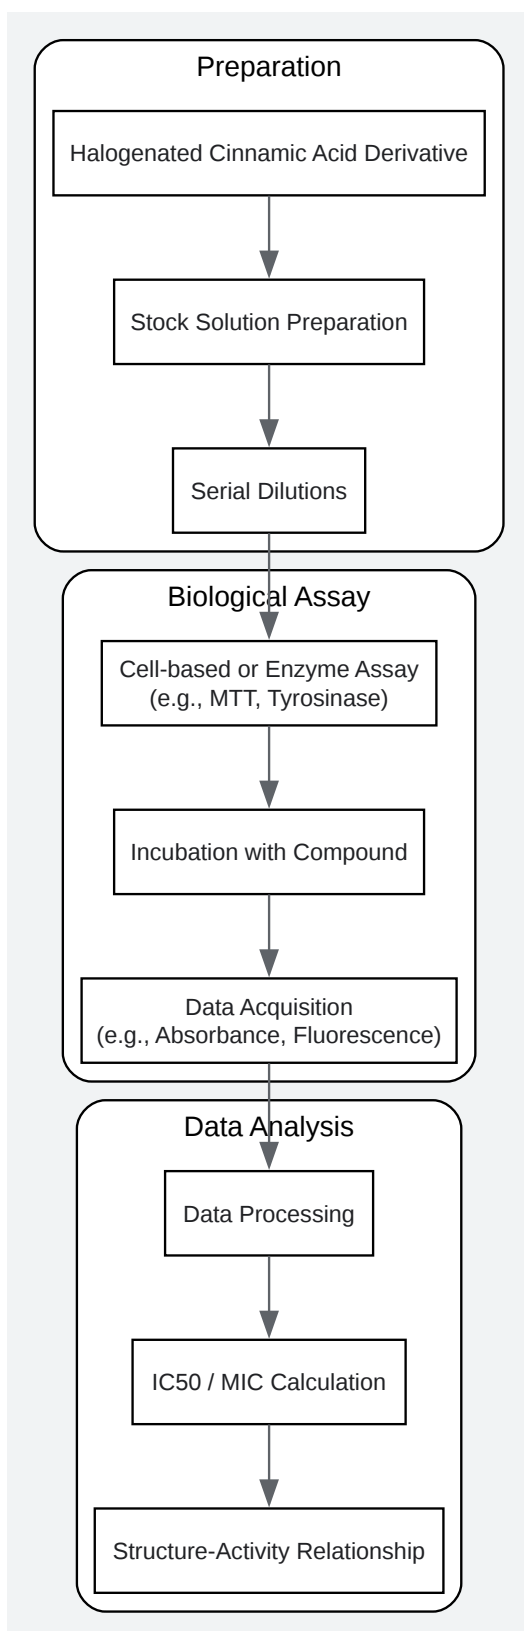 Preparation
Halogenated Cinnamic Acid Derivative
Stock Solution Preparation
Serial Dilutions
Biological Assay
Cell-based or Enzyme Assay
(e.g., MTT, Tyrosinase)
Incubation with Compound
Data Acquisition
(e.g., Absorbance, Fluorescence)
Data Analysis
Data Processing
IC50 / MIC Calculation
Structure-Activity Relationship